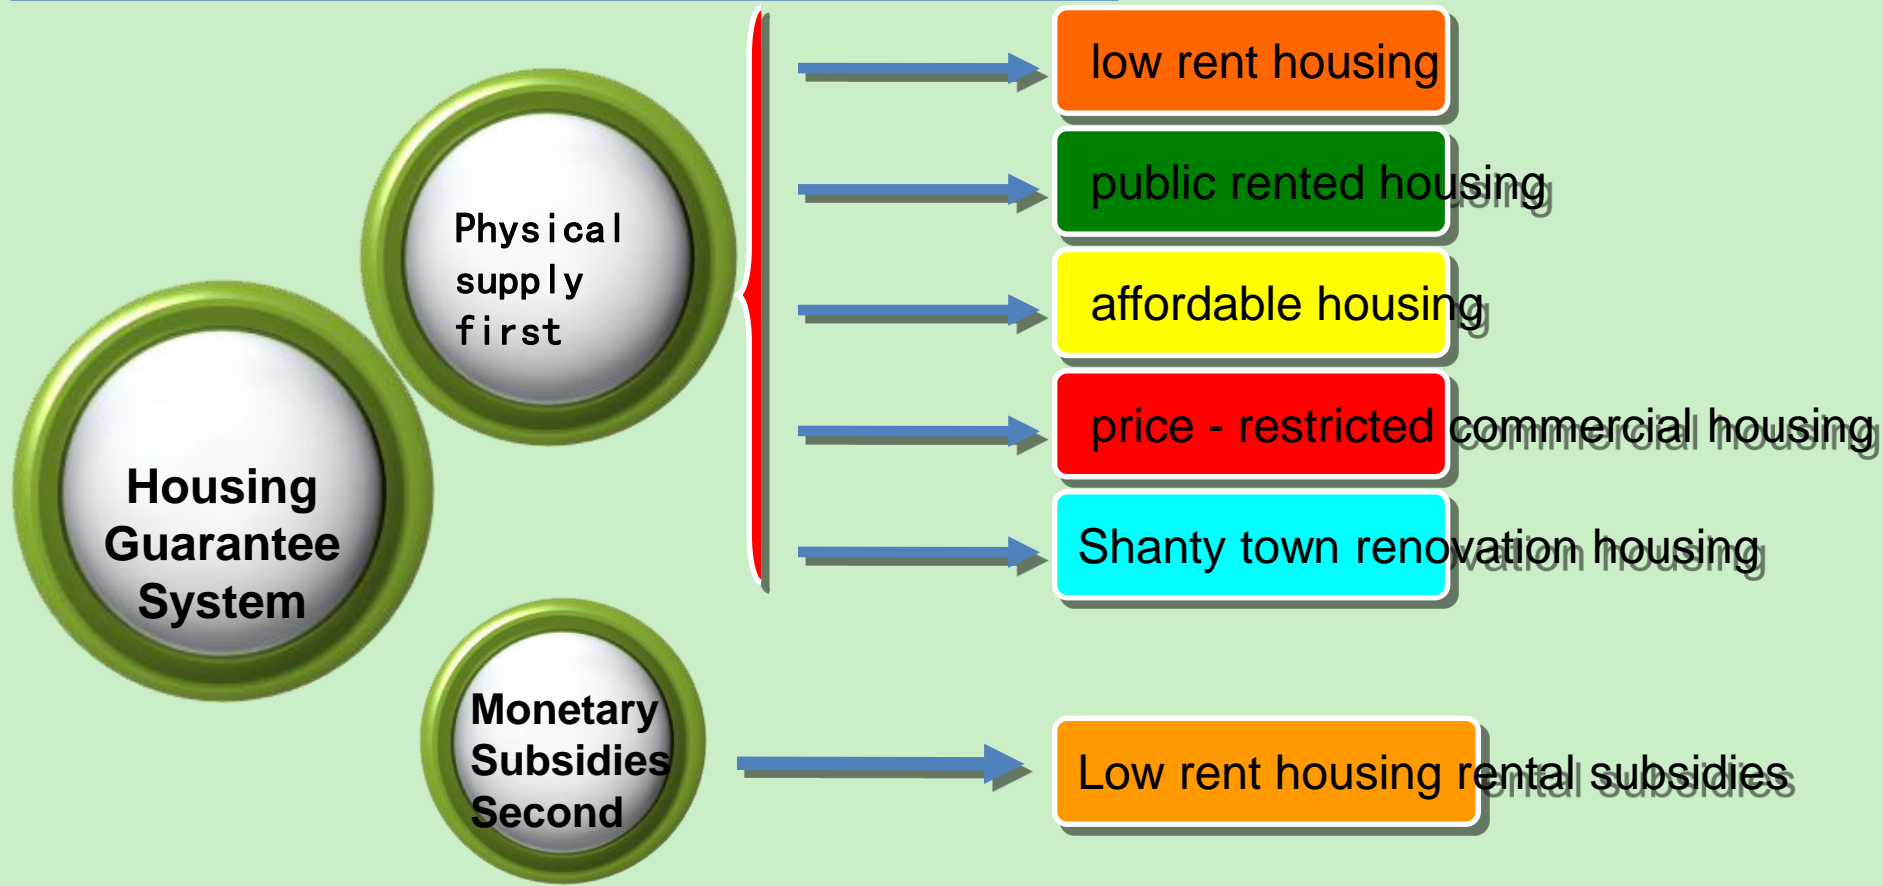 low rent housing
public rented housing
Physical
supply
first
affordable housing
price - restricted commercial housing
Housing
Guarantee
System
Shanty town renovation housing
Monetary
Subsidies
Second
Low rent housing rental subsidies